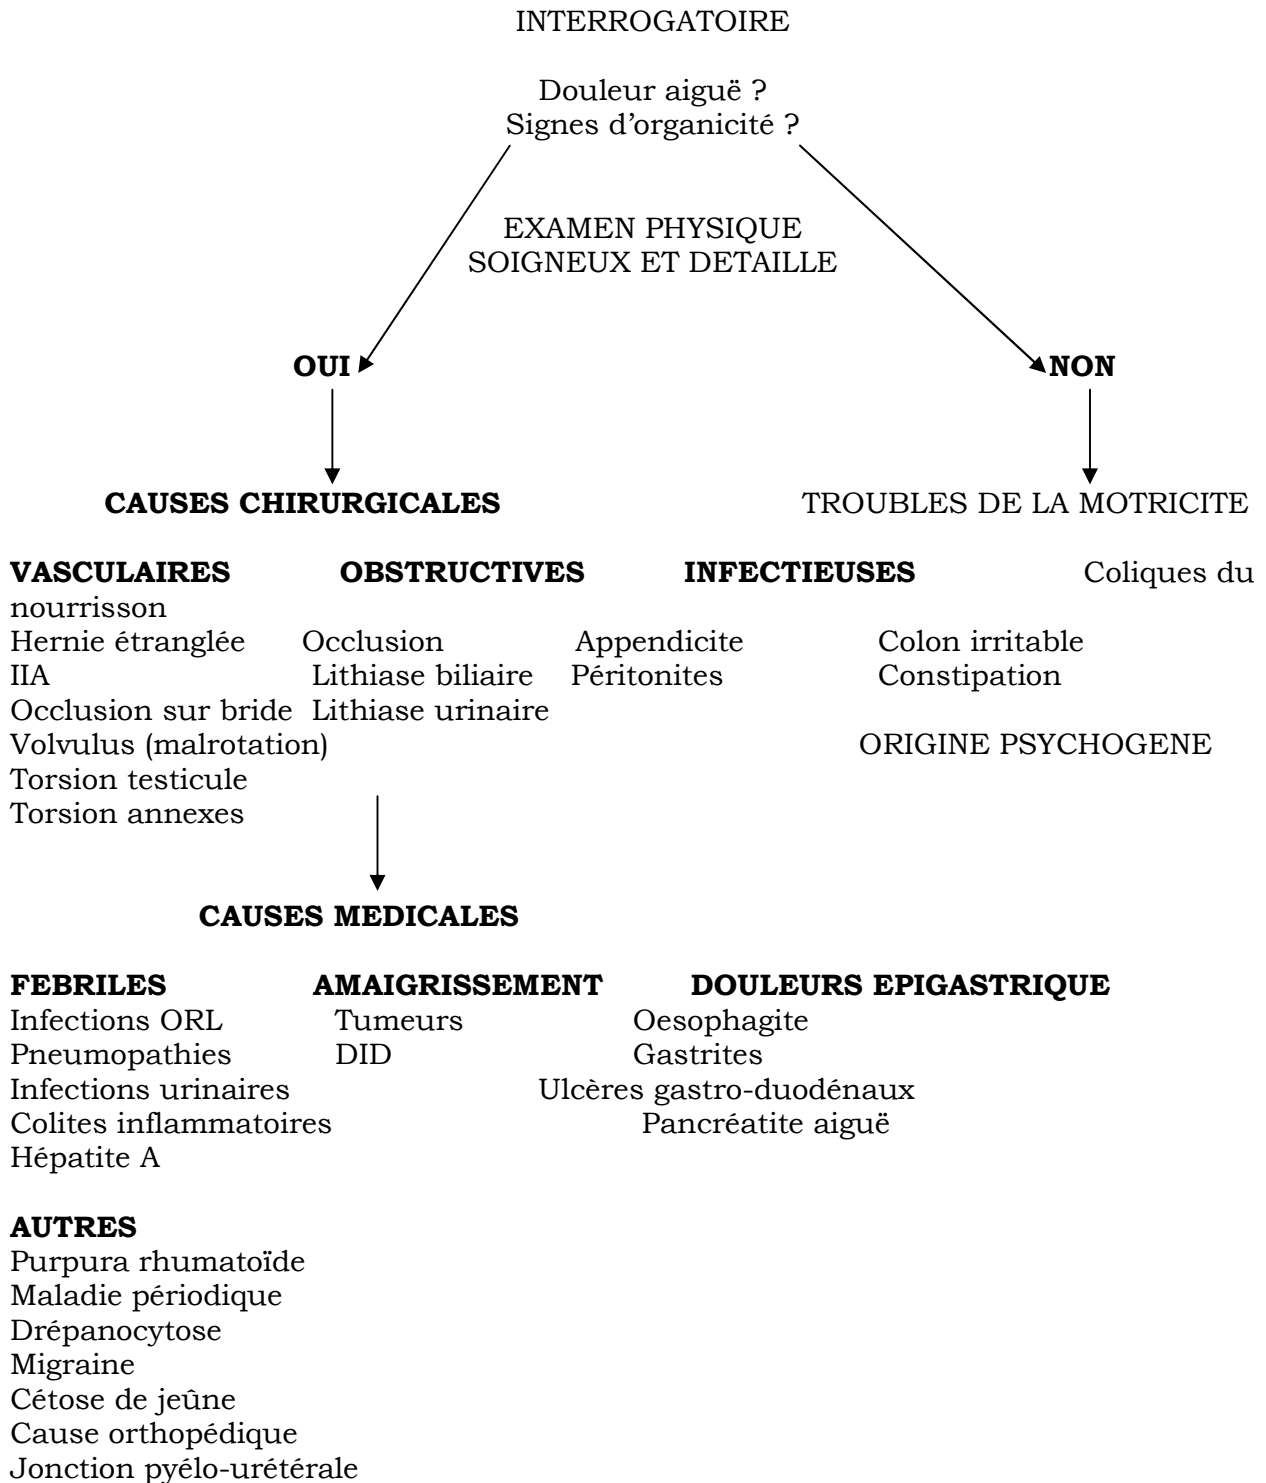 INTERROGATOIRE
Douleur aiguë ?
Signes d’organicité ?
EXAMEN PHYSIQUE
SOIGNEUX ET DETAILLE
OUI NON
CAUSES CHIRURGICALES TROUBLES DE LA MOTRICITE
VASCULAIRES OBSTRUCTIVES INFECTIEUSES Coliques du
nourrisson
Hernie étranglée Occlusion Appendicite Colon irritable
IIA Lithiase biliaire Péritonites Constipation
Occlusion sur bride Lithiase urinaire
Volvulus (malrotation) ORIGINE PSYCHOGENE
Torsion testicule
Torsion annexes
CAUSES MEDICALES
FEBRILES AMAIGRISSEMENT DOULEURS EPIGASTRIQUE
Infections ORL Tumeurs Oesophagite
Pneumopathies DID Gastrites
Infections urinaires Ulcères gastro-duodénaux
Colites inflammatoires Pancréatite aiguë
Hépatite A
AUTRES
Purpura rhumatoïde
Maladie périodique
Drépanocytose
Migraine
Cétose de jeûne
Cause orthopédique
Jonction pyélo-urétérale